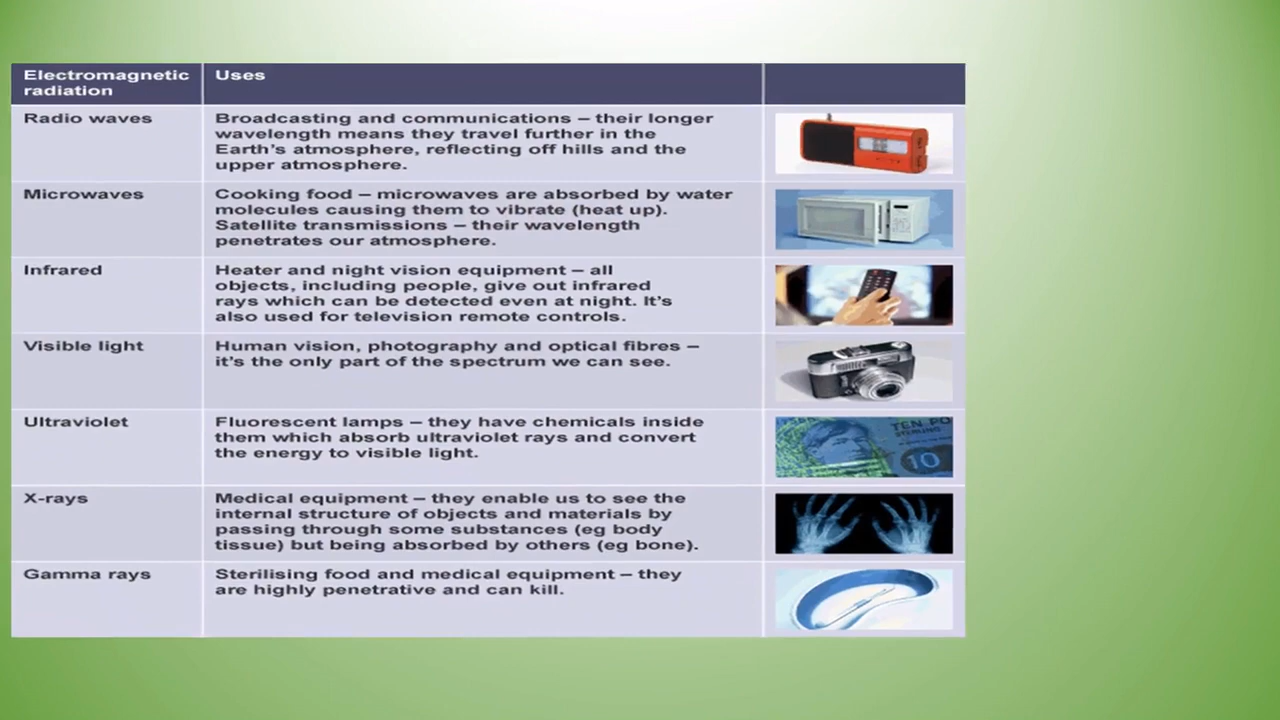 Electromagnetic radiation
Uses
Radio waves
Broadcasting and communications – their longer
wavelength means they travel further in the
Earth's atmosphere, reflecting off hills and the
upper atmosphere.
Microwaves
Cooking food – microwaves are absorbed by water
molecules causing them to vibrate (heat up).
Satellite transmissions – their wavelength
penetrates our atmosphere.
Infrared
Heater and night vision equipment – all
objects, including people, give out infrared
rays which can be detected even at night. It's
also used for television remote controls.
Visible light
Human vision, photography and optical fibres –
it's the only part of the spectrum we can see.
Ultraviolet
Fluorescent lamps – they have chemicals inside
them which absorb ultraviolet rays and convert
the energy to visible light.
TEN PO
STERLING
10
X-rays
Medical equipment – they enable us to see the
internal structure of objects and materials by
passing through some substances (eg body
tissue) but being absorbed by others (eg bone).
Gamma rays
Sterilising food and medical equipment – they
are highly penetrative and can kill.